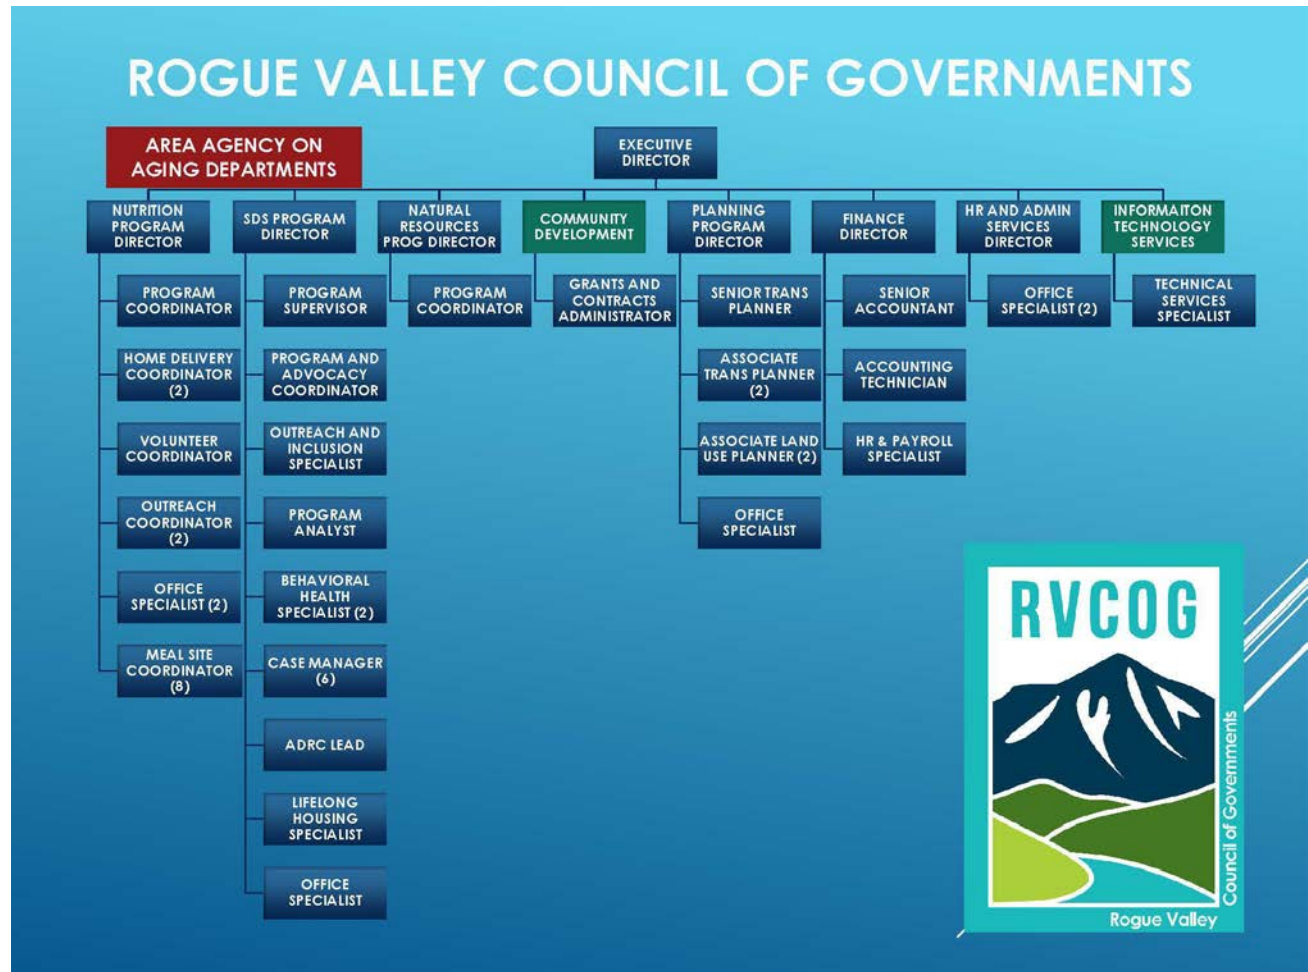 ROGUE VALLEY COUNCIL OF GOVERNMENTS
AREA AGENCY ON
AGING DEPARTMENTS
EXECUTIVE
DIRECTOR
NUTRITION
PROGRAM
DIRECTOR
SDS PROGRAM
DIRECTOR
NATURAL
RESOURCES
PROG DIRECTOR
COMMUNITY
DEVELOPMENT
PLANNING
PROGRAM
DIRECTOR
FINANCE
DIRECTOR
HR AND ADMIN
SERVICES
DIRECTOR
INFORMAITON
TECHNOLOGY
SERVICES
PROGRAM
COORDINATOR
HOME DELIVERY
COORDINATOR
(2)
VOLUNTEER
COORDINATOR
OUTREACH
COORDINATOR
(2)
OFFICE
SPECIALIST (2)
MEAL SITE
COORDINATOR
(8)
PROGRAM
SUPERVISOR
PROGRAM AND
ADVOCACY
COORDINATOR
OUTREACH AND
INCLUSION
SPECIALIST
PROGRAM
ANALYST
BEHAVIORAL
HEALTH
SPECIALIST (2)
CASE MANAGER
(6)
ADRC LEAD
LIFELONG
HOUSING
SPECIALIST
OFFICE
SPECIALIST
PROGRAM
COORDINATOR
GRANTS AND
CONTRACTS
ADMINISTRATOR
SENIOR TRANS
PLANNER
ASSOCIATE
TRANS PLANNER
(2)
ASSOCIATE LAND
USE PLANNER (2)
OFFICE
SPECIALIST
SENIOR
ACCOUNTANT
ACCOUNTING
TECHNICIAN
HR & PAYROLL
SPECIALIST
OFFICE
SPECIALIST (2)
TECHNICAL
SERVICES
SPECIALIST
RVCOG
Rogue Valley
Council of Governments